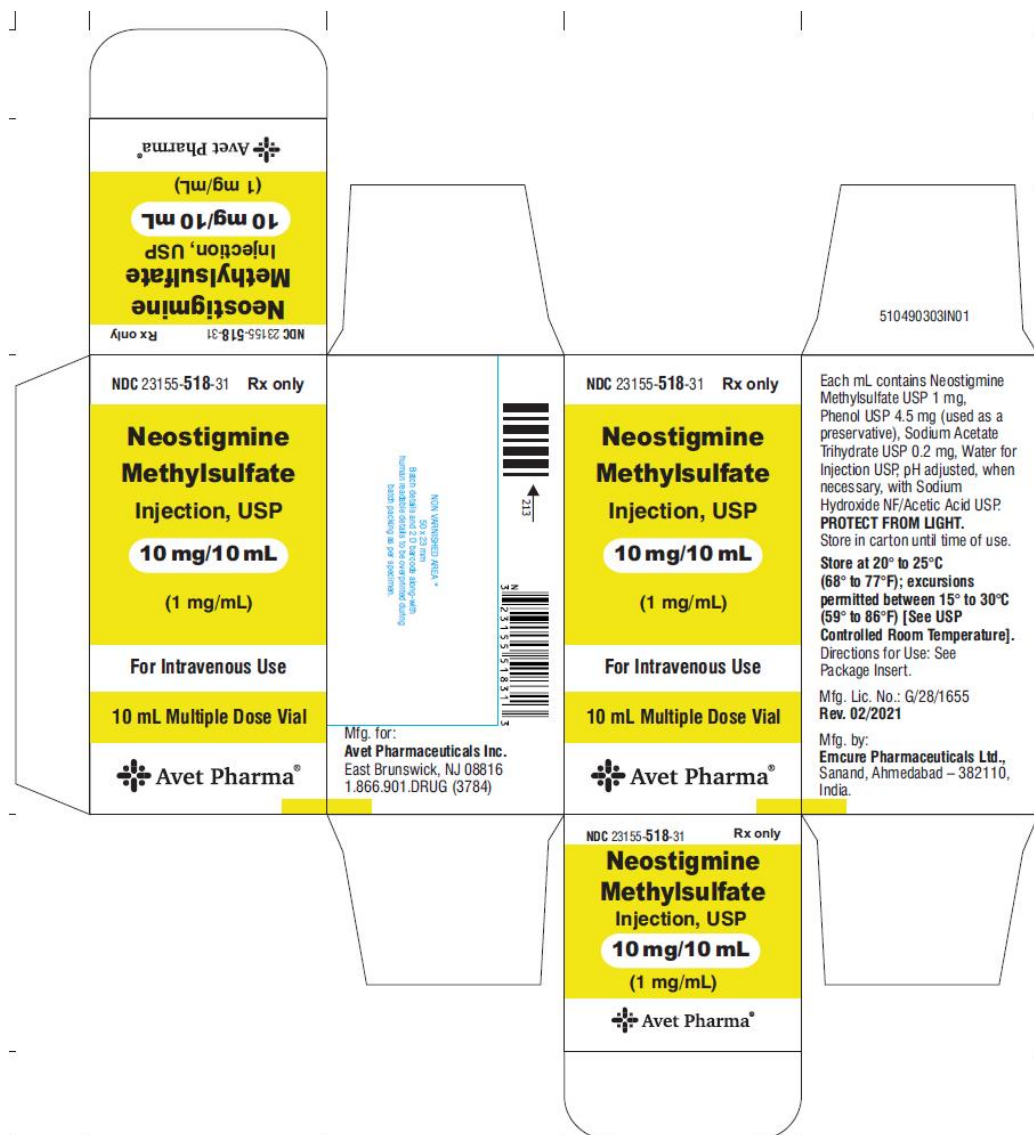 Avet Pharma®
(1 mg/mL)
10 mg/10 mL
Injection, USP
Methylsulfate
Neostigmine
NDC 23155-518-31 Rx only
NDC 23155-518-31 Rx only
Neostigmine
Methylsulfate
Injection, USP
10 mg/10 mL
(1 mg/mL)
For Intravenous Use
10 mL Multiple Dose Vial
Avet Pharma®
NON VARNISHED AREA *
50 x 23 mm
Batch details and 2 D barcode along-with
human readable details to be overprinted during
batch packing as per specimen.
213
N
3 23155 51831 3
Mfg. for:
Avet Pharmaceuticals Inc.
East Brunswick, NJ 08816
1.866.901.DRUG (3784)
NDC 23155-518-31 Rx only
Neostigmine
Methylsulfate
Injection, USP
10 mg/10 mL
(1 mg/mL)
For Intravenous Use
10 mL Multiple Dose Vial
Avet Pharma®
510490303IN01
Each mL contains Neostigmine
Methylsulfate USP 1 mg,
Phenol USP 4.5 mg (used as a
preservative), Sodium Acetate
Trihydrate USP 0.2 mg, Water for
Injection USP, pH adjusted, when
necessary, with Sodium
Hydroxide NF/Acetic Acid USP.
PROTECT FROM LIGHT.
Store in carton until time of use.
Store at 20° to 25°C
(68° to 77°F); excursions
permitted between 15° to 30°C
(59° to 86°F) [See USP
Controlled Room Temperature].
Directions for Use: See
Package Insert.
Mfg. Lic. No.: G/28/1655
Rev. 02/2021
Mfg. by:
Emcure Pharmaceuticals Ltd.,
Sanand, Ahmedabad – 382110,
India.
NDC 23155-518-31 Rx only
Neostigmine
Methylsulfate
Injection, USP
10 mg/10 mL
(1 mg/mL)
Avet Pharma®